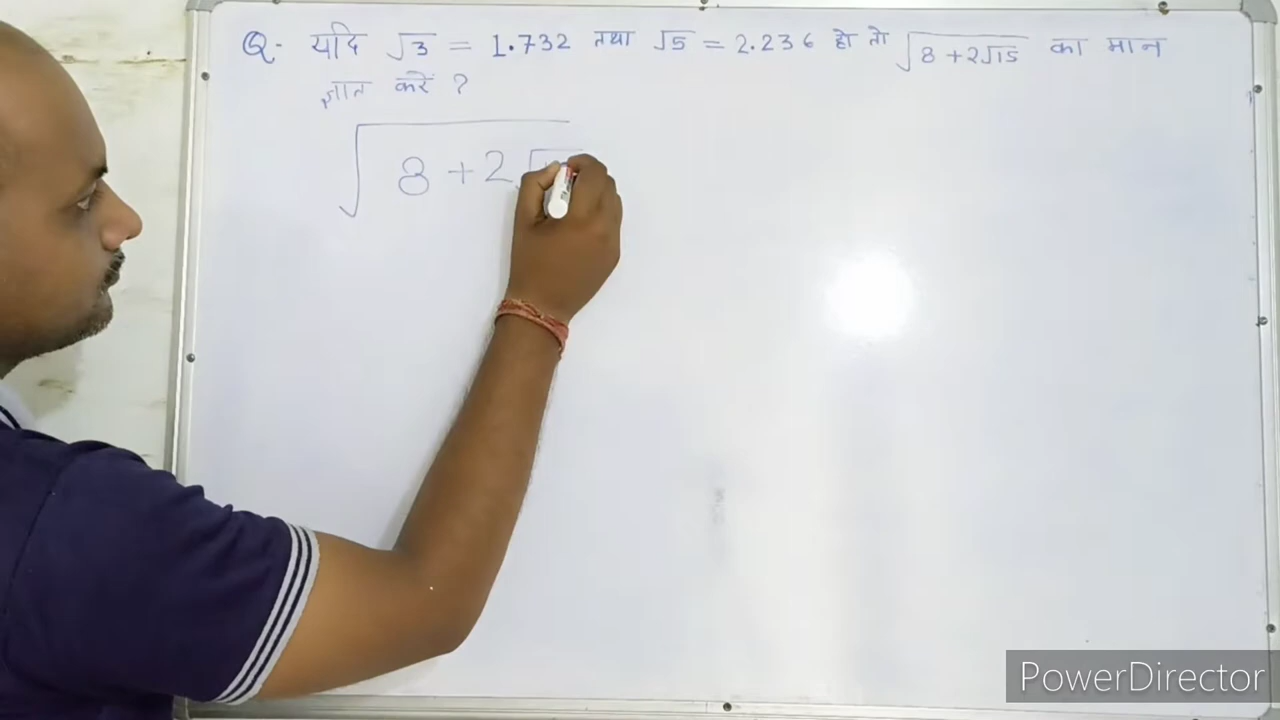 Q- यदि √3 = 1.732 तथा √5 = 2.236 हो तो √8+2√15 का मान
ज्ञात करें ?
√8+2√
PowerDirector